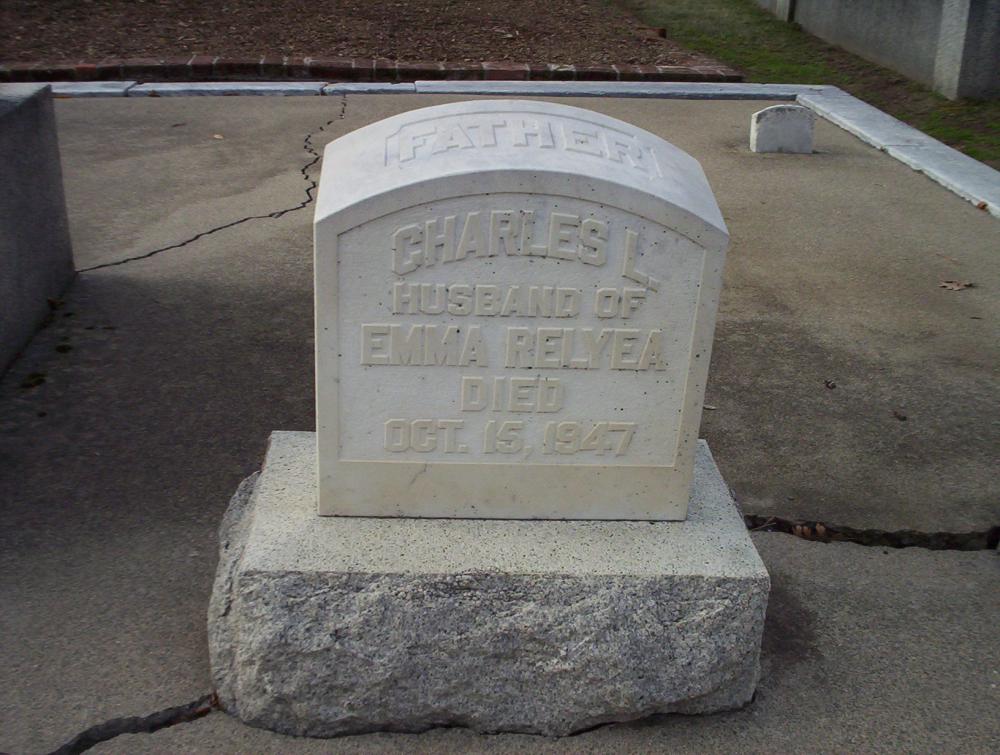 FATHER
CHARLES L.
HUSBAND OF
EMMA RELYEA
DIED
OCT. 15, 1947